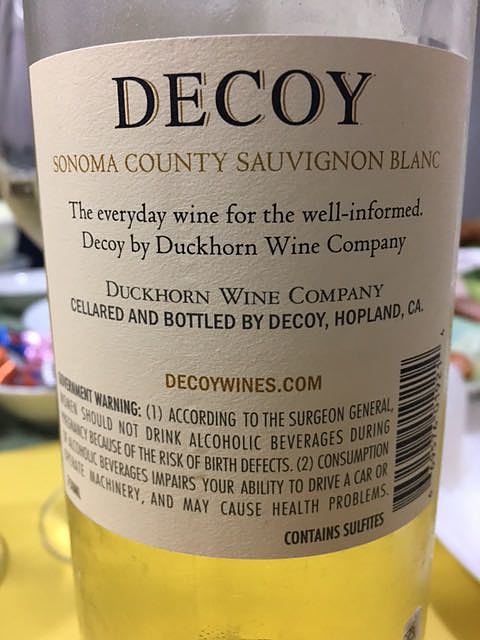 DECOY
SONOMA COUNTY SAUVIGNON BLANC
The everyday wine for the well-informed.
Decoy by Duckhorn Wine Company
DUCKHORN WINE COMPANY
CELLARED AND BOTTLED BY DECOY, HOPLAND, CA.
DECOYWINES.COM
WARNING: (1) ACCORDING TO THE SURGEON GENERAL,
SHOULD NOT DRINK ALCOHOLIC BEVERAGES DURING
BECAUSE OF THE RISK OF BIRTH DEFECTS. (2) CONSUMPTION
ALCOHOLIC BEVERAGES IMPAIRS YOUR ABILITY TO DRIVE A CAR OR
MACHINERY, AND MAY CAUSE HEALTH PROBLEMS.
CONTAINS SULFITES